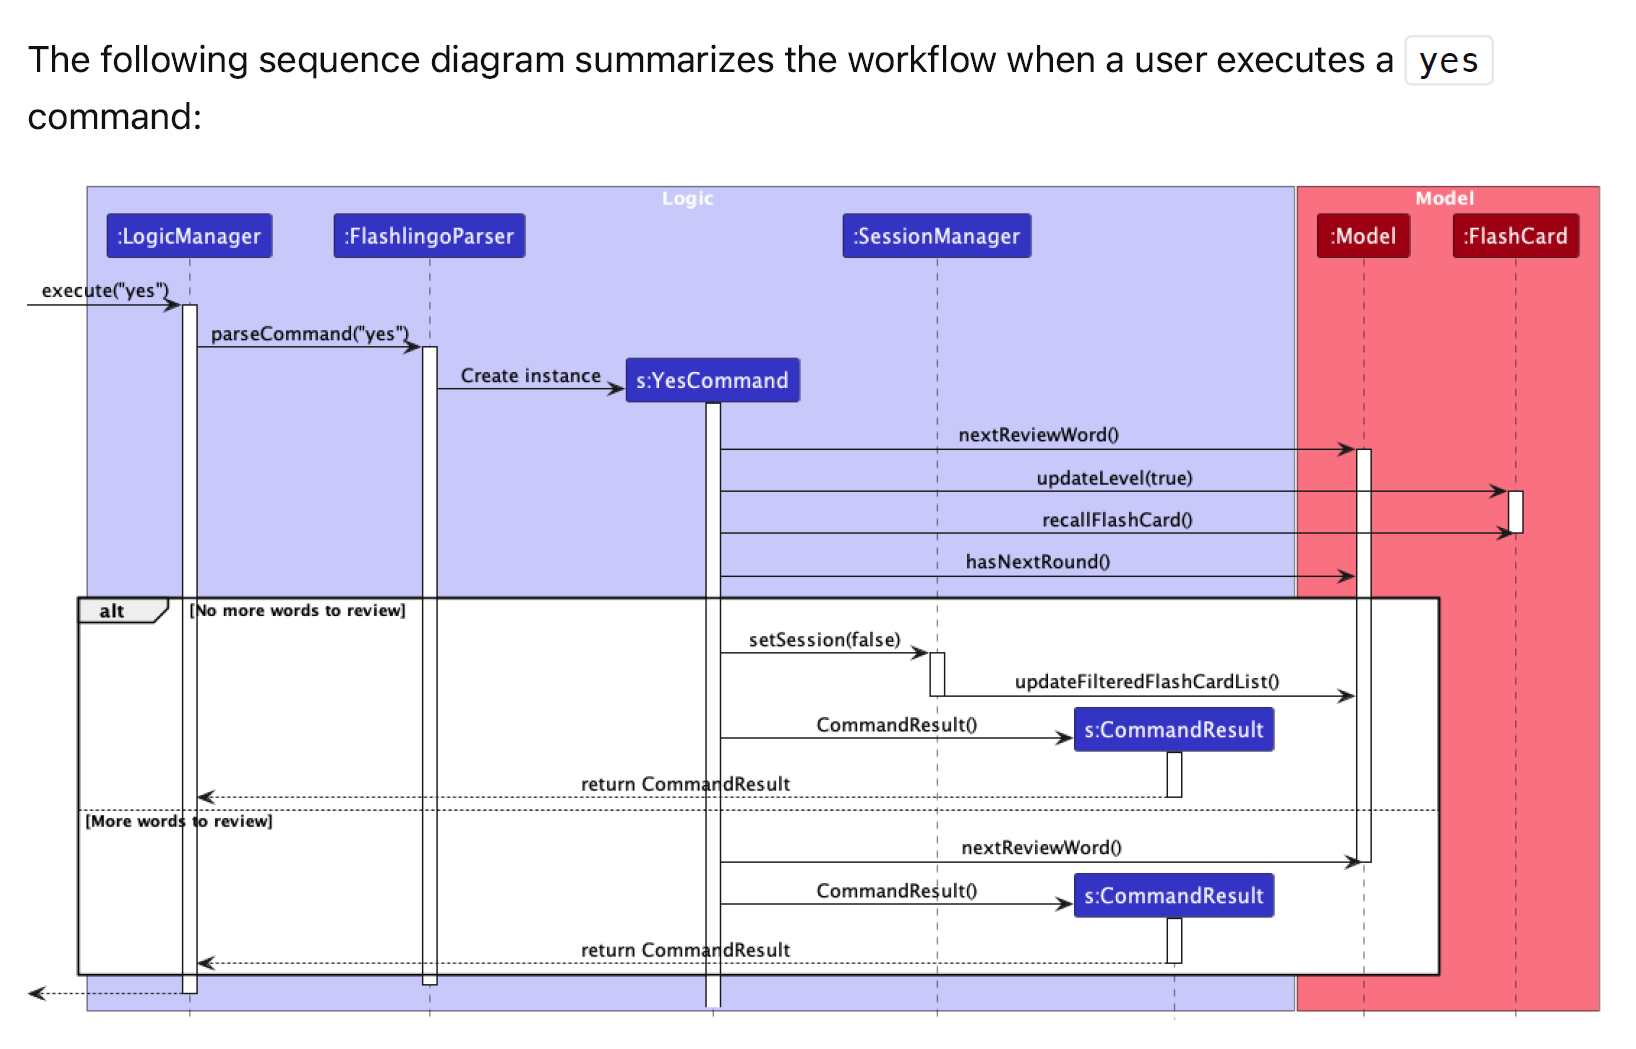 The following sequence diagram summarizes the workflow when a user executes a yes
command:
Logic
Model
:LogicManager
:FlashlingoParser
:SessionManager
:Model
:FlashCard
execute("yes")
parseCommand("yes")
Create instance
s:YesCommand
nextReviewWord()
updateLevel(true)
recallFlashCard()
hasNextRound()
alt
[No more words to review]
setSession(false)
updateFilteredFlashCardList()
CommandResult()
s:CommandResult
return CommandResult
[More words to review]
nextReviewWord()
CommandResult()
s:CommandResult
return CommandResult